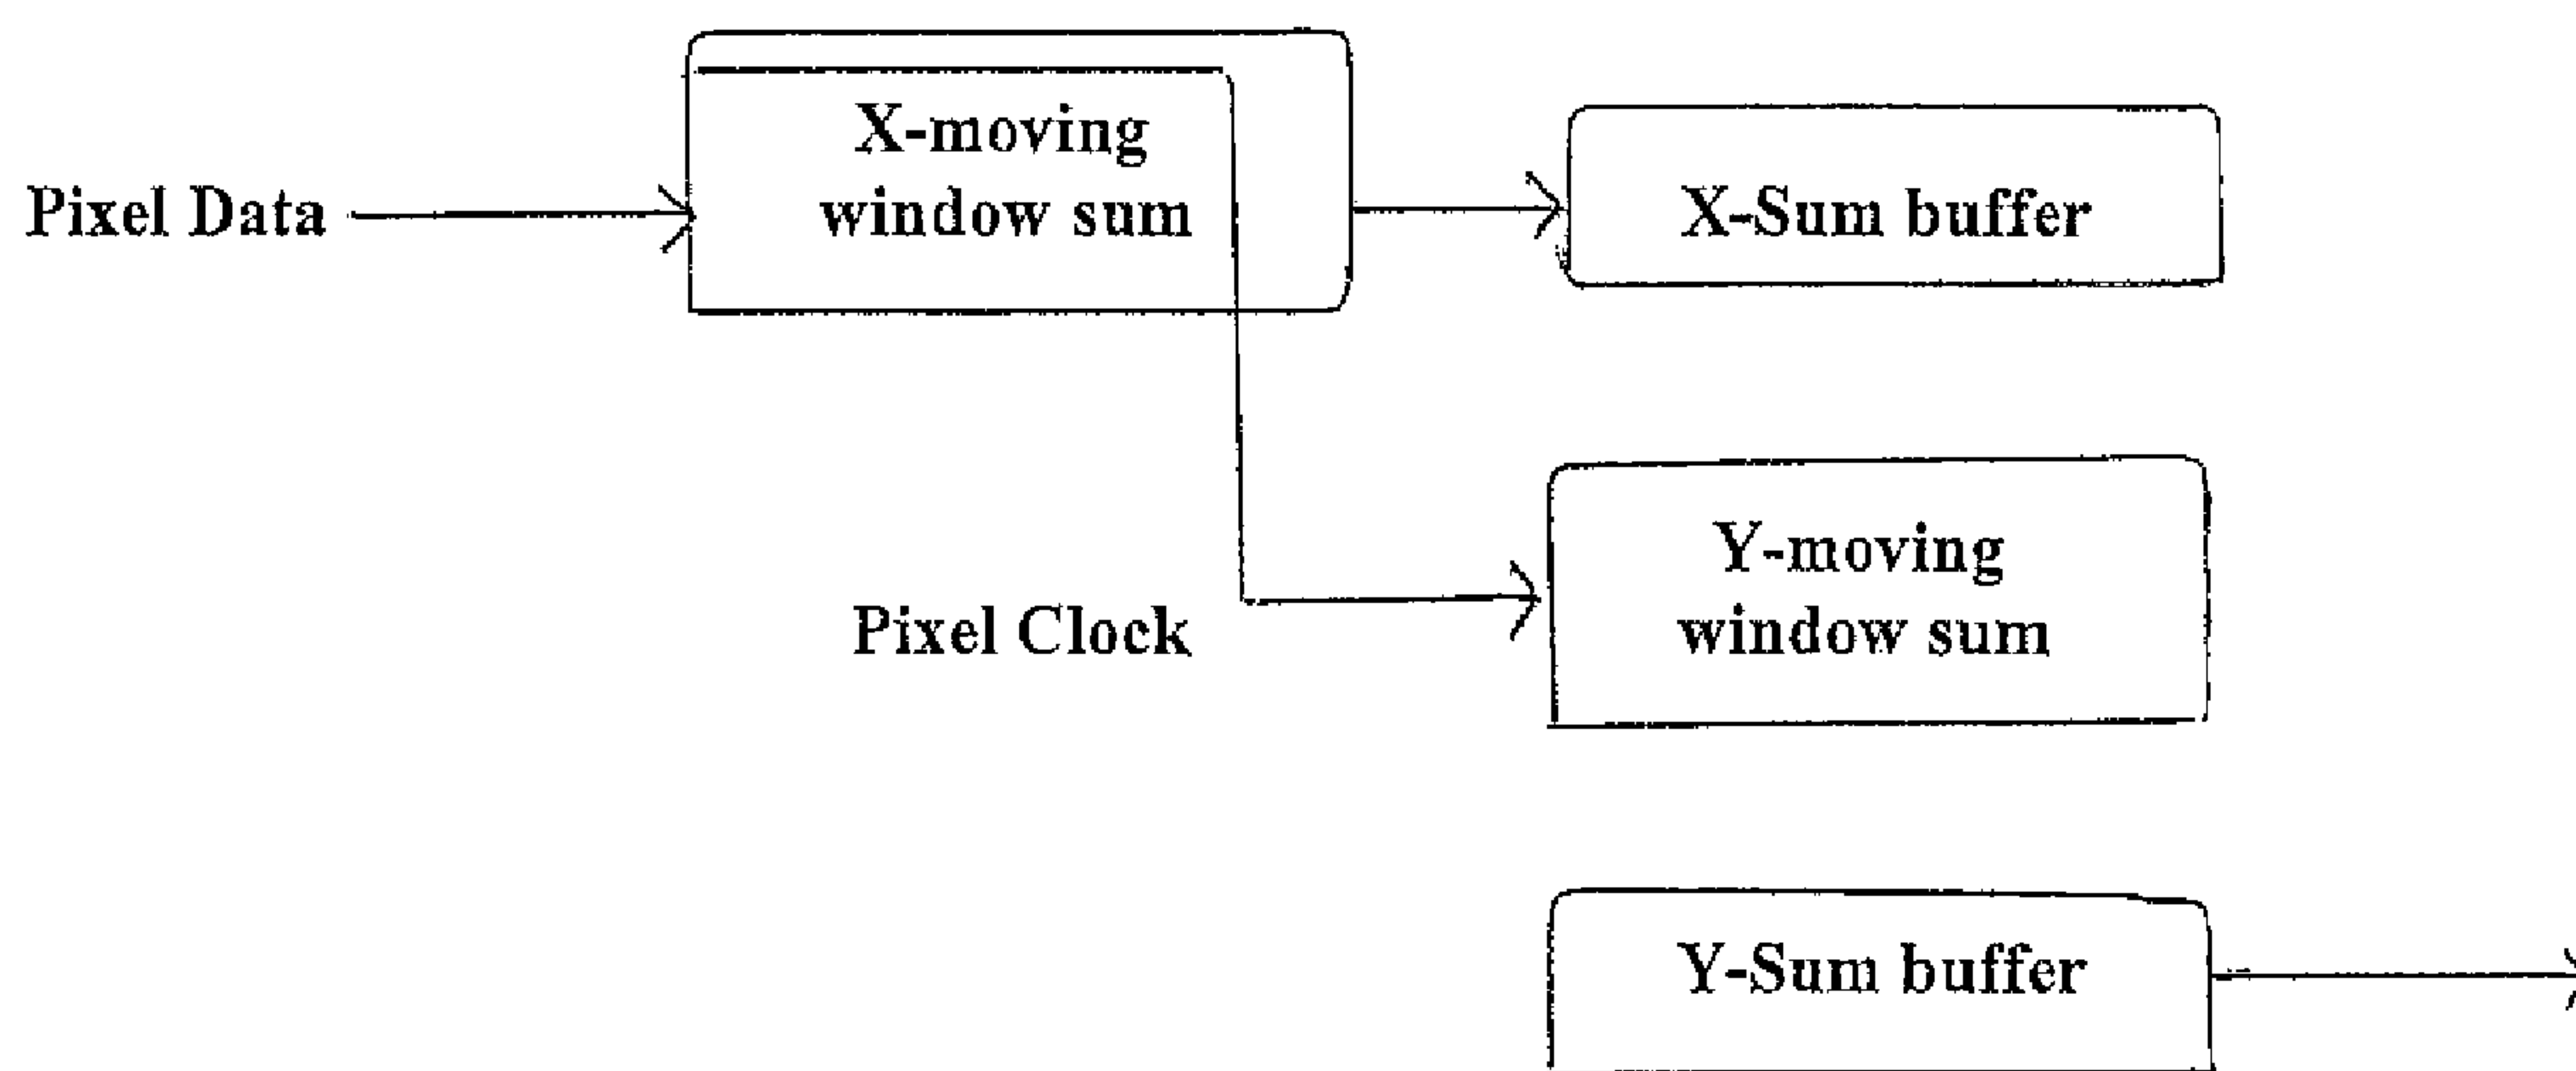 X-moving
window sum
Pixel Data
X-Sum buffer
Y-moving
window sum
Pixel Clock
Y-Sum buffer